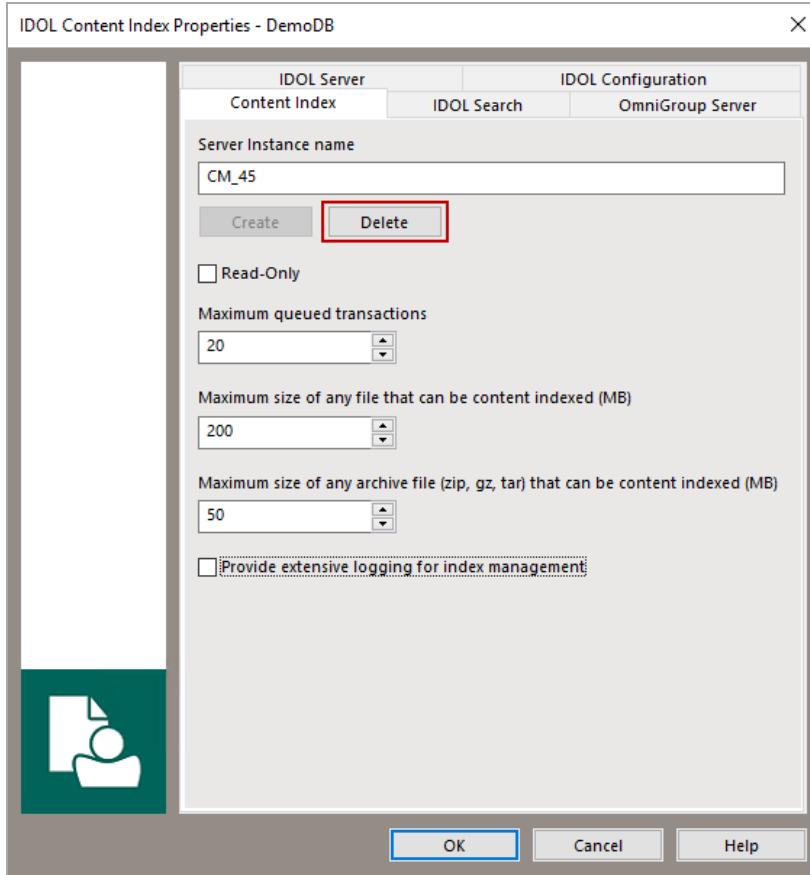 IDOL Content Index Properties - DemoDB
IDOL Server IDOL Configuration
Content Index IDOL Search OmniGroup Server
Server Instance name
CM_45
Create Delete
Read-Only
Maximum queued transactions
20
Maximum size of any file that can be content indexed (MB)
200
Maximum size of any archive file (zip, gz, tar) that can be content indexed (MB)
50
Provide extensive logging for index management
OK Cancel Help